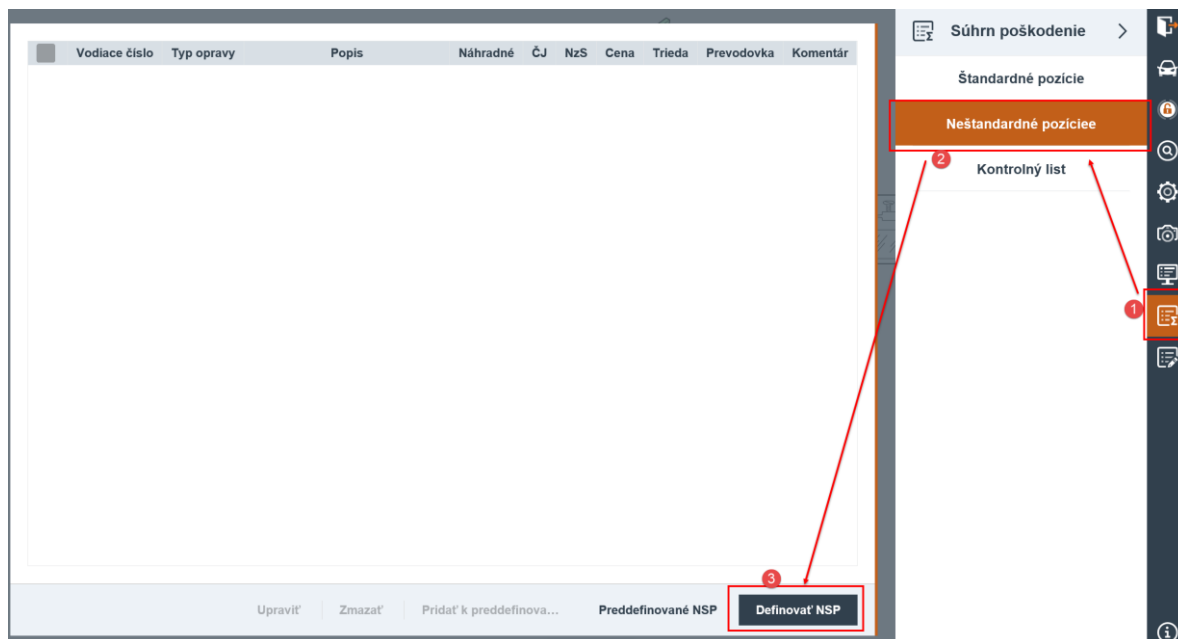 Vodiace číslo Typ opravy Popis Náhradné ČJ NzS Cena Trieda Prevodovka Komentár
Súhrn poškodenie
Štandardné pozície
Neštandardné pozíciee
2
Kontrolný list
1
3
Upraviť Zmazať Pridať k preddefinova... Preddefinované NSP Definovať NSP